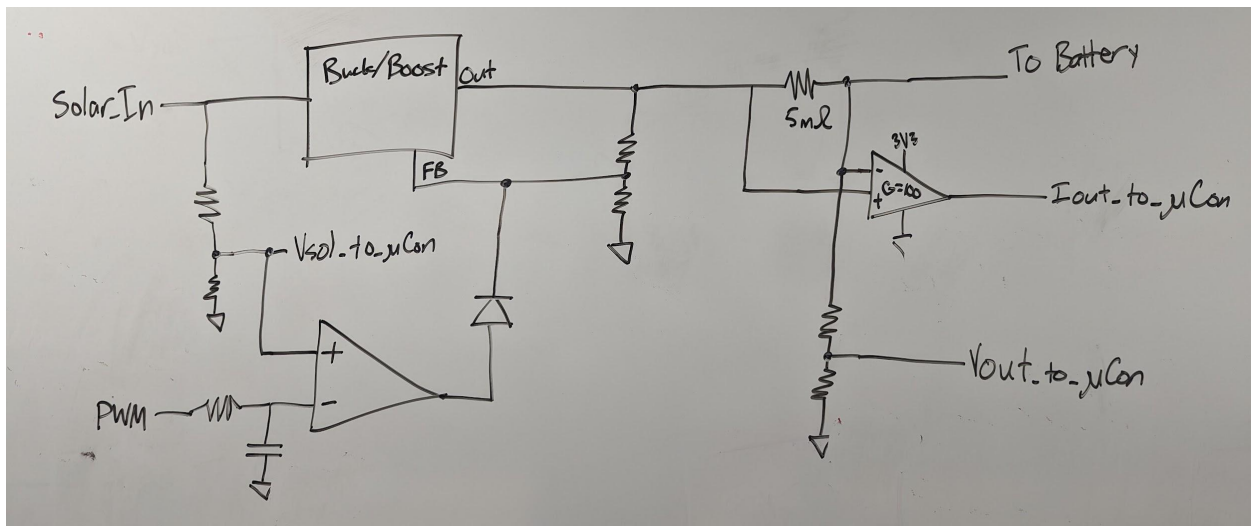 Buck/Boost
Out
To Battery
Solar_In
5mΩ
FB
3V3
-
G=100
+
Iout_to_μCon
Vsol_to_μCon
+
-
PWM
Vout_to_μCon